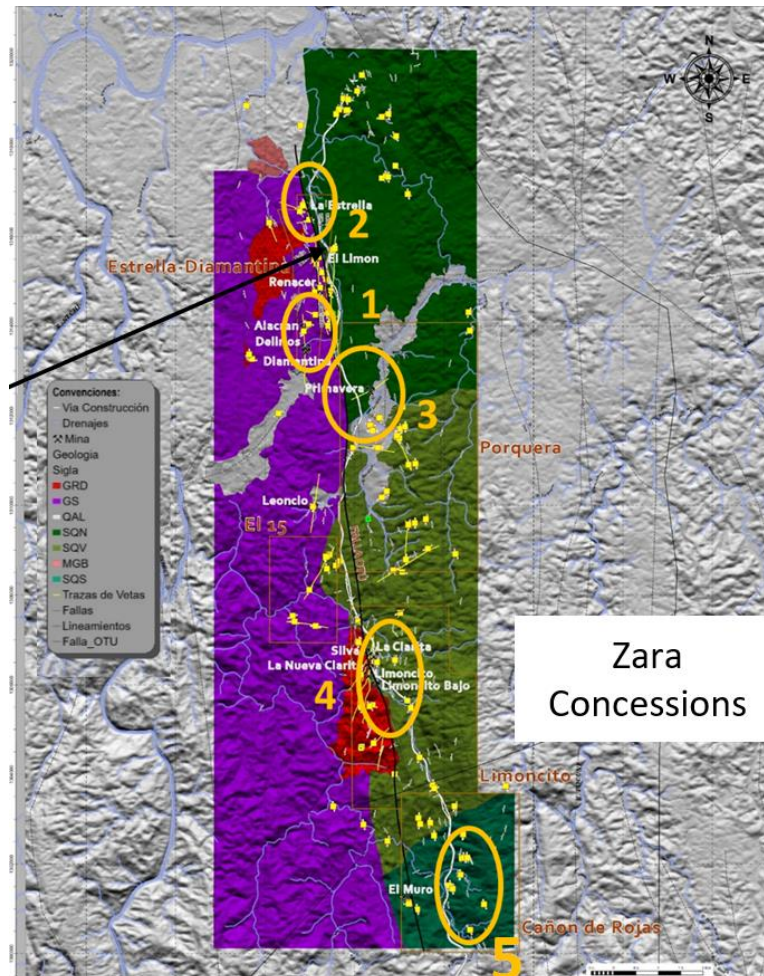 N
W E
S
La Estrella
2
Estrella-Diamantina
El Limon
Renacer
1
Alacran
Delirios
Diamantina
Primavera
3
Convenciones:
Via Construcción
Drenajes
Mina
Geologia
Sigla
GRD
GS
QAL
SQN
SQV
MGB
SQS
Trazas de Vetas
Fallas
Lineamientos
Falla_OTU
Porquera
Leoncio
El 15
Silva
La Clarita
La Nueva Clarit
Limoncito
Limoncito Bajo
4
Zara
Concessions
Limoncito
El Muro
Cañon de Rojas
5